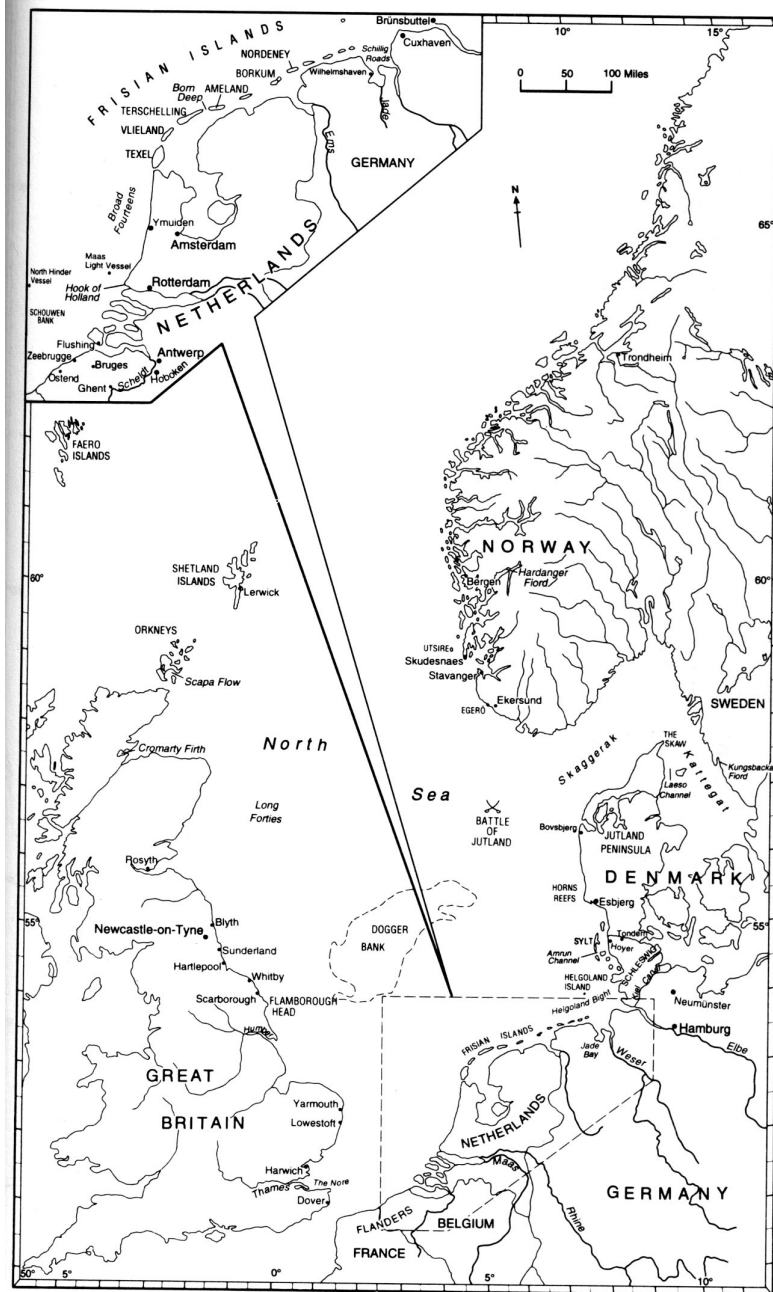 FRISIAN ISLANDS
Brünsbuttel
Cuxhaven
Schillig
Roads
NORDENEY
BORKUM
Wilhelmshaven
Jade
Born
Deep
AMELAND
TERSCHELLING
VLIELAND
TEXEL
Ems
GERMANY
Broad
Fourteens
Ymuiden
Amsterdam
Maas
Light Vessel
North Hinder
Vessel
Hook of
Holland
Rotterdam
NETHERLANDS
SCHOUWEN
BANK
Flushing
Zeebrugge
Bruges
Antwerp
Ostend
Ghent
Scheldt
Hoboken
10°
15°
0 50 100 Miles
N
65°
Trondheim
FAERO
ISLANDS
NORWAY
60°
60°
SHETLAND
ISLANDS
Lerwick
Bergen
Hardanger
Fiord
ORKNEYS
Scapa Flow
UTSIRE
Skudesnaes
Stavanger
EGERÖ
Ekersund
SWEDEN
North
Sea
Cromarty Firth
THE
SKAW
Skaggerak
Kattegat
Kungsbacka
Fiord
Laeso
Channel
Long
Forties
BATTLE
OF
JUTLAND
Bovsbjerg
JUTLAND
PENINSULA
Rosyth
DENMARK
HORNS
REEFS
Esbjerg
55°
55°
Newcastle-on-Tyne
Blyth
Sunderland
Hartlepool
Whitby
Scarborough
FLAMBOROUGH
HEAD
DOGGER
BANK
Tondern
SYLT
Hoyer
Amrun
Channel
SCHLESWIG
Kiel Canal
HELGOLAND
ISLAND
Helgoland Bight
Neumünster
Hamburg
Elbe
Humber
FRISIAN ISLANDS
Jade
Bay
Weser
GREAT
BRITAIN
Yarmouth
Lowestoft
NETHERLANDS
Harwich
Thames
The Nore
Dover
Maas
GERMANY
FLANDERS
BELGIUM
Rhine
FRANCE
50°
5°
0°
5°
10°